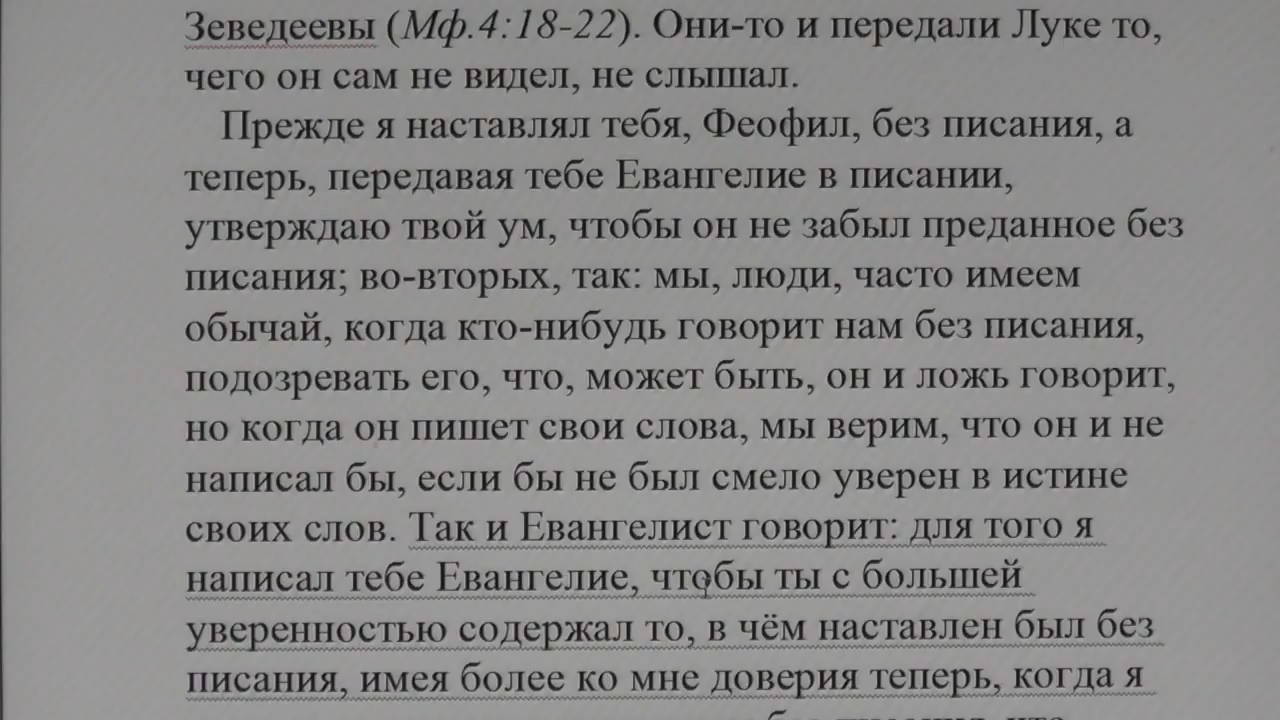 Зеведеевы (Мф.4:18-22). Они-то и передали Луке то,
чего он сам не видел, не слышал.
Прежде я наставлял тебя, Феофил, без писания, а
теперь, передавая тебе Евангелие в писании,
утверждаю твой ум, чтобы он не забыл преданное без
писания; во-вторых, так: мы, люди, часто имеем
обычай, когда кто-нибудь говорит нам без писания,
подозревать его, что, может быть, он и ложь говорит,
но когда он пишет свои слова, мы верим, что он и не
написал бы, если бы не был смело уверен в истине
своих слов. Так и Евангелист говорит: для того я
написал тебе Евангелие, чтобы ты с большей
уверенностью содержал то, в чём наставлен был без
писания, имея более ко мне доверия теперь, когда я